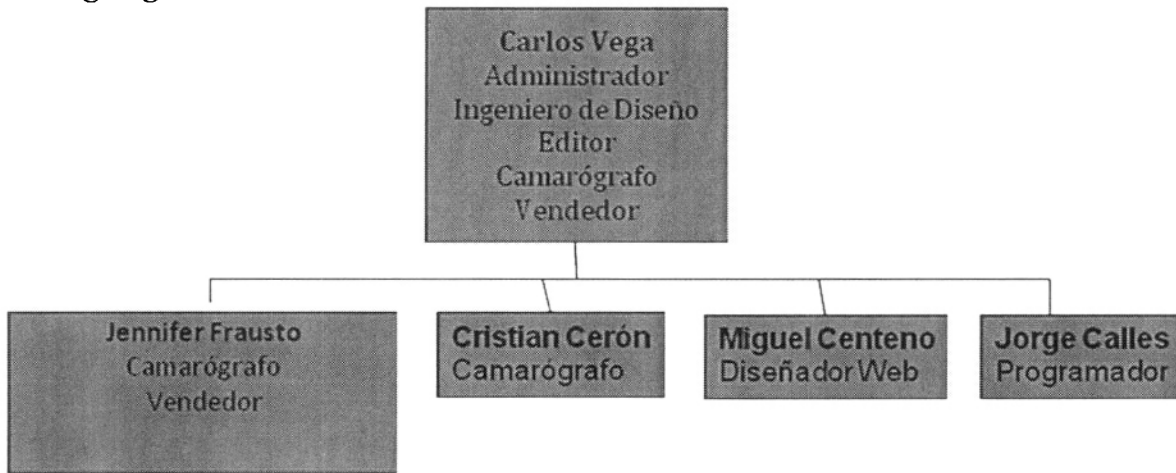 Carlos Vega
Administrador
Ingeniero de Diseño
Editor
Camarógrafo
Vendedor
Jennifer Frausto
Camarógrafo
Vendedor
Cristian Cerón
Camarógrafo
Miguel Centeno
Diseñador Web
Jorge Calles
Programador